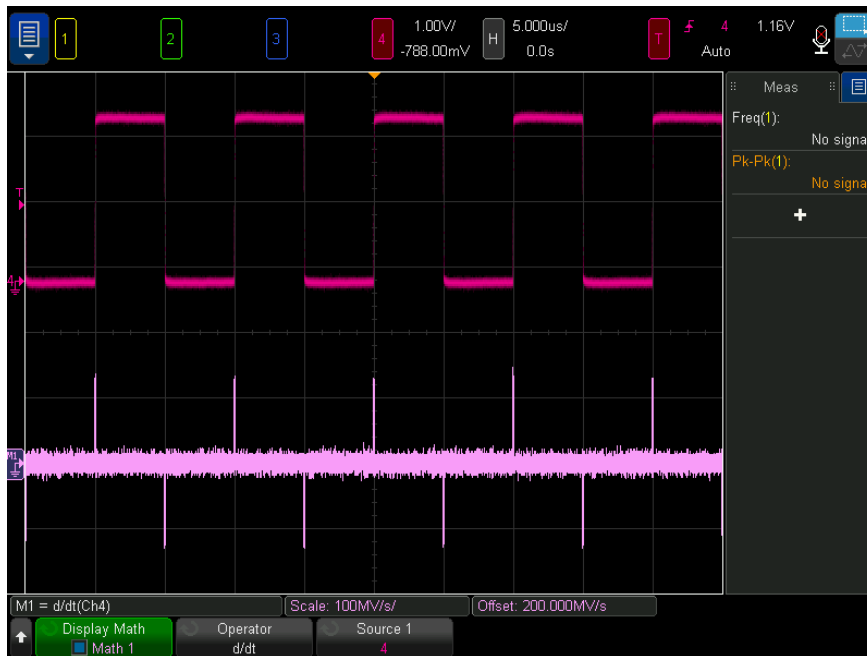 1 2 3 4 1.00V/ H 5.000us/ T 4 1.16V
-788.00mV 0.0s Auto
Meas
Freq(1):
No signa
Pk-Pk(1):
No signa
+
T
4
M1
M1 = d/dt(Ch4) Scale: 100MV/s/ Offset: 200.000MV/s
Display Math Operator Source 1
Math 1 d/dt 4